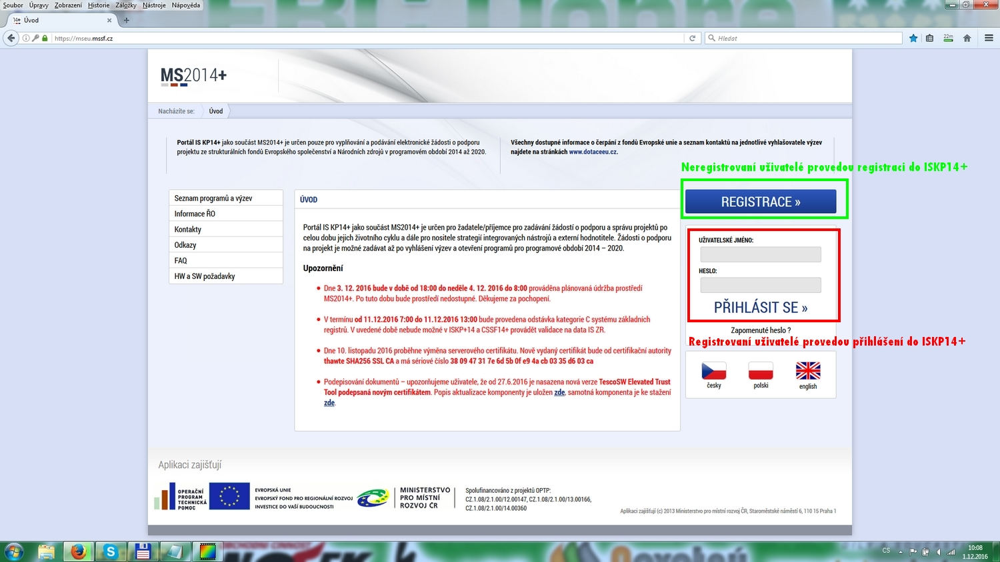 Soubor Úpravy Zobrazení Historie Záložky Nástroje Nápověda
14+ Úvod
https://mseu.mssf.cz
Hledat
22m
MS2014+
Nacházíte se: Úvod
Portál IS KP14+ jako součást MS2014+ je určen pouze pro vyplňování a podávání elektronické žádosti o podporu
projektu ze strukturálních fondů Evropského společenství a Národních zdrojů v programovém období 2014 až 2020.
Všechny dostupné informace o čerpání z fondů Evropské unie a seznam kontaktů na jednotlivé vyhlašovatele výzev
najdete na stránkách www.dotaceeu.cz.
Neregistrovaní uživatelé provedou registraci do ISKP14+
Seznam programů a výzev
Informace ŘO
Kontakty
Odkazy
FAQ
HW a SW požadavky
ÚVOD
Portál IS KP14+ jako součást MS2014+ je určen pro žadatele/příjemce pro zadávání žádostí o podporu a správu projektů po
celou dobu jejich životního cyklu a dále pro nositele strategií integrovaných nástrojů a externí hodnotitele. Žádosti o podporu
na projekt je možné zadávat až po vyhlášení výzev a otevření programů pro programové období 2014 – 2020.
Upozornění
Dne 3. 12. 2016 bude v době od 18:00 do neděle 4. 12. 2016 do 8:00 prováděna plánovaná údržba prostředí
MS2014+. Po tuto dobu bude prostředí nedostupné. Děkujeme za pochopení.
V termínu od 11.12.2016 7:00 do 11.12.2016 13:00 bude provedena odstávka kategorie C systému základních
registrů. V uvedené době nebude možné v ISKP+14 a CSSF14+ provádět validace na data IS ZR.
Dne 10. listopadu 2016 proběhne výměna serverového certifikátu. Nově vydaný certifikát bude od certifikační autority
thawte SHA256 SSL CA a má sériové číslo 38 09 47 31 7e 6d 5b 0f e9 4a cb 03 35 d6 03 ca
Podepisování dokumentů – upozorňujeme uživatele, že od 27.6.2016 je nasazena nová verze TescoSW Elevated Trust
Tool podepsaná novým certifikátem. Popis aktualizace komponenty je uložen zde, samotná komponenta je ke stažení
zde.
REGISTRACE »
UŽIVATELSKÉ JMÉNO:
HESLO:
PŘIHLÁSIT SE »
Zapomenuté heslo ?
Registrovaní uživatelé provedou přihlášení do ISKP14+
česky polski english
Aplikaci zajišťují
OPERAČNÍ
PROGRAM
TECHNICKÁ
POMOC
EVROPSKÁ UNIE
EVROPSKÝ FOND PRO REGIONÁLNÍ ROZVOJ
INVESTICE DO VAŠÍ BUDOUCNOSTI
MINISTERSTVO
PRO MÍSTNÍ
ROZVOJ ČR
Spolufinancováno z projektů OPTP:
CZ.1.08/2.1.00/12.00147, CZ.1.08/2.1.00/13.00166,
CZ.1.08/2.1.00/14.00360
Aplikaci zajišťují (c) 2013 Ministerstvo pro místní rozvoj ČR, Staroměstské náměstí 6, 110 15 Praha 1
CS
10:08
1.12.2016